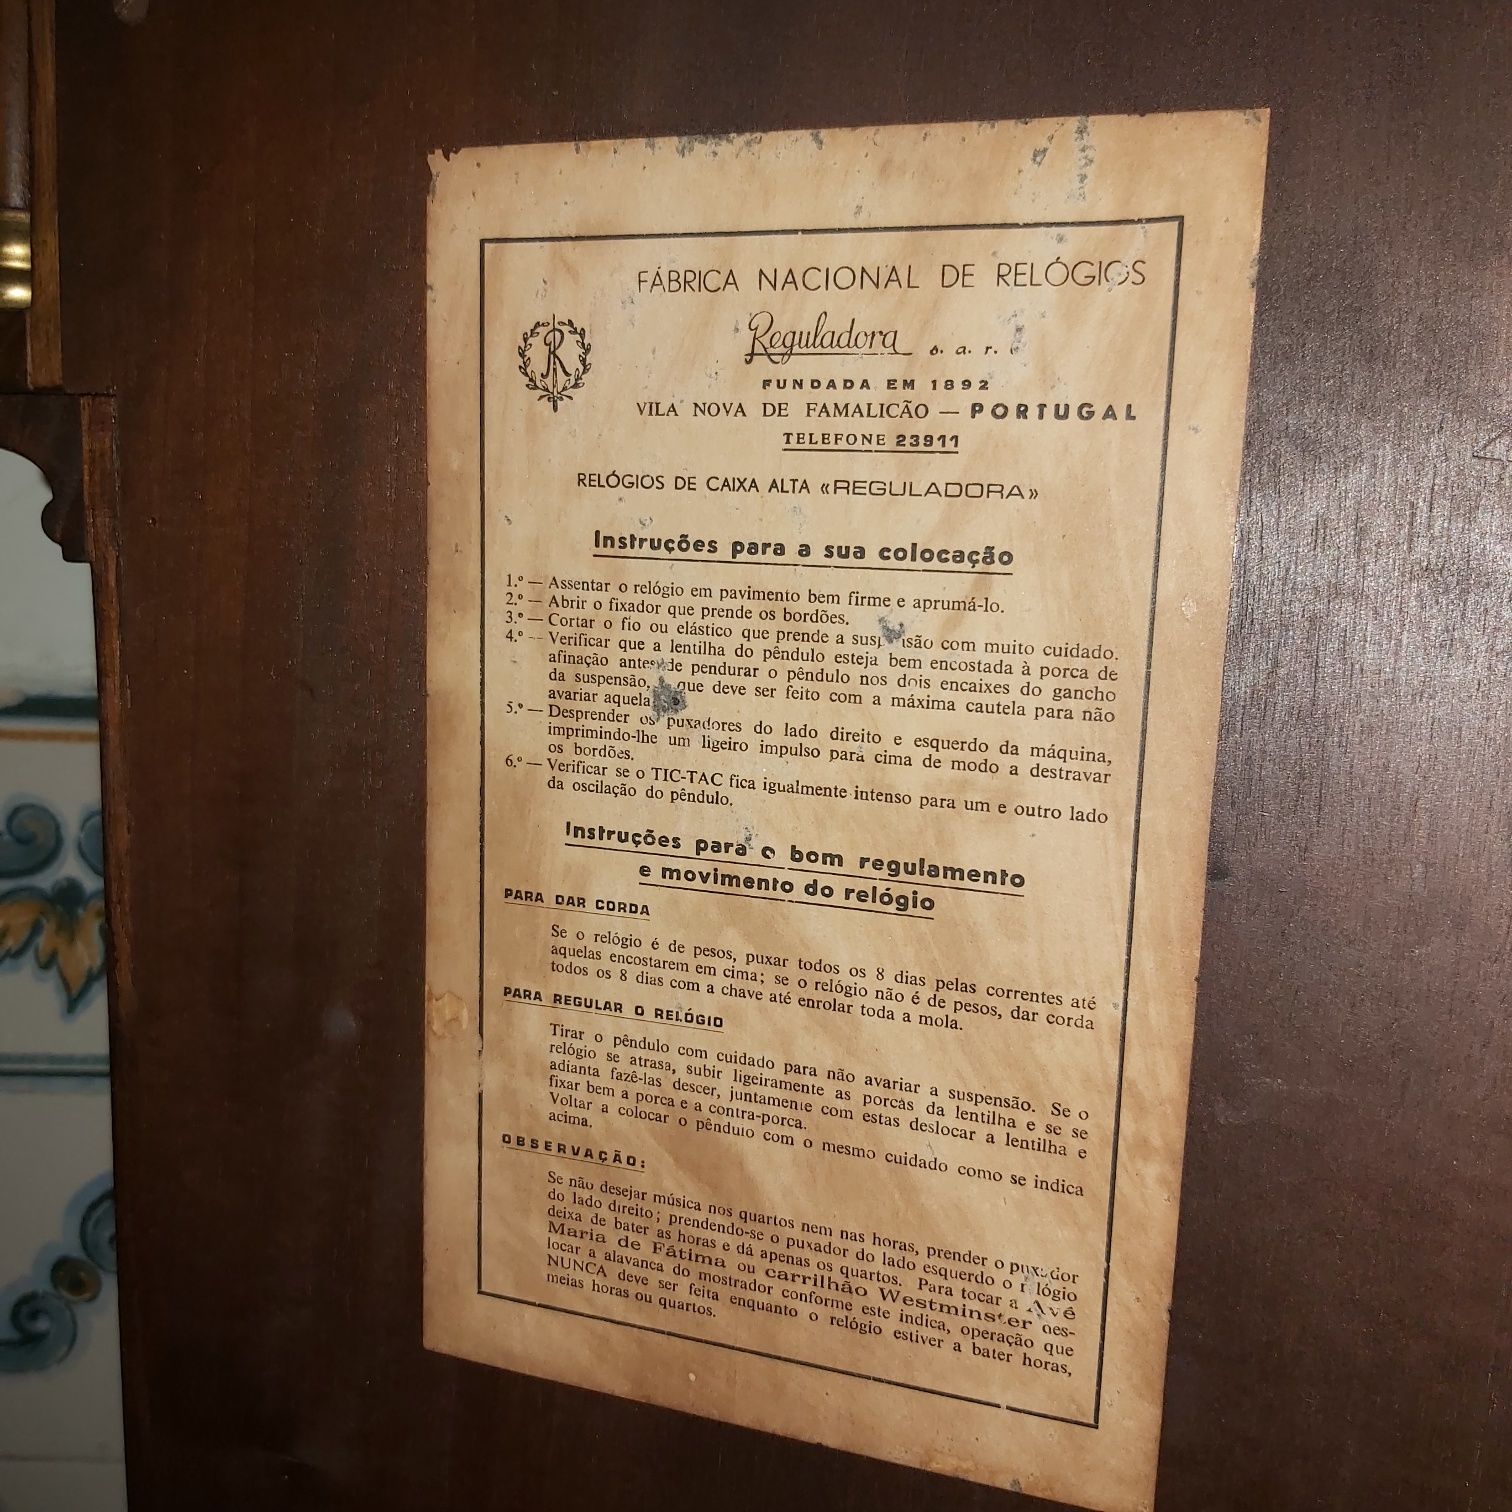 FÁBRICA NACIONAL DE RELÓGIOS
R
Reguladora s. a. r.
FUNDADA EM 1892
VILA NOVA DE FAMALICÃO — PORTUGAL
TELEFONE 23911
RELÓGIOS DE CAIXA ALTA «REGULADORA»
Instruções para a sua colocação
1.º — Assentar o relógio em pavimento bem firme e aprumá-lo.
2.º — Abrir o fixador que prende os bordões.
3.º — Cortar o fio ou elástico que prende a suspensão com muito cuidado.
4.º — Verificar que a lentilha do pêndulo esteja bem encostada à porca de
afinação antes de pendurar o pêndulo nos dois encaixes do gancho
da suspensão, que deve ser feito com a máxima cautela para não
avariar aquela
5.º — Desprender os puxadores do lado direito e esquerdo da máquina,
imprimindo-lhe um ligeiro impulso para cima de modo a destravar
os bordões.
6.º — Verificar se o TIC-TAC fica igualmente intenso para um e outro lado
da oscilação do pêndulo.
Instruções para o bom regulamento
e movimento do relógio
PARA DAR CORDA
Se o relógio é de pesos, puxar todos os 8 dias pelas correntes até
aquelas encostarem em cima; se o relógio não é de pesos, dar corda
todos os 8 dias com a chave até enrolar toda a mola.
PARA REGULAR O RELÓGIO
Tirar o pêndulo com cuidado para não avariar a suspensão. Se o
relógio se atrasa, subir ligeiramente as porcas da lentilha e se se
adianta fazê-las descer, juntamente com estas deslocar a lentilha e
fixar bem a porca e a contra-porca.
Voltar a colocar o pêndulo com o mesmo cuidado como se indica
acima.
OBSERVAÇÃO:
Se não desejar música nos quartos nem nas horas, prender o puxador
do lado direito; prendendo-se o puxador do lado esquerdo o relógio
deixa de bater as horas e dá apenas os quartos. Para tocar a Avé
Maria de Fátima ou carrilhão Westminster des-
locar a alavanca do mostrador conforme este indica, operação que
NUNCA deve ser feita enquanto o relógio estiver a bater horas,
meias horas ou quartos.